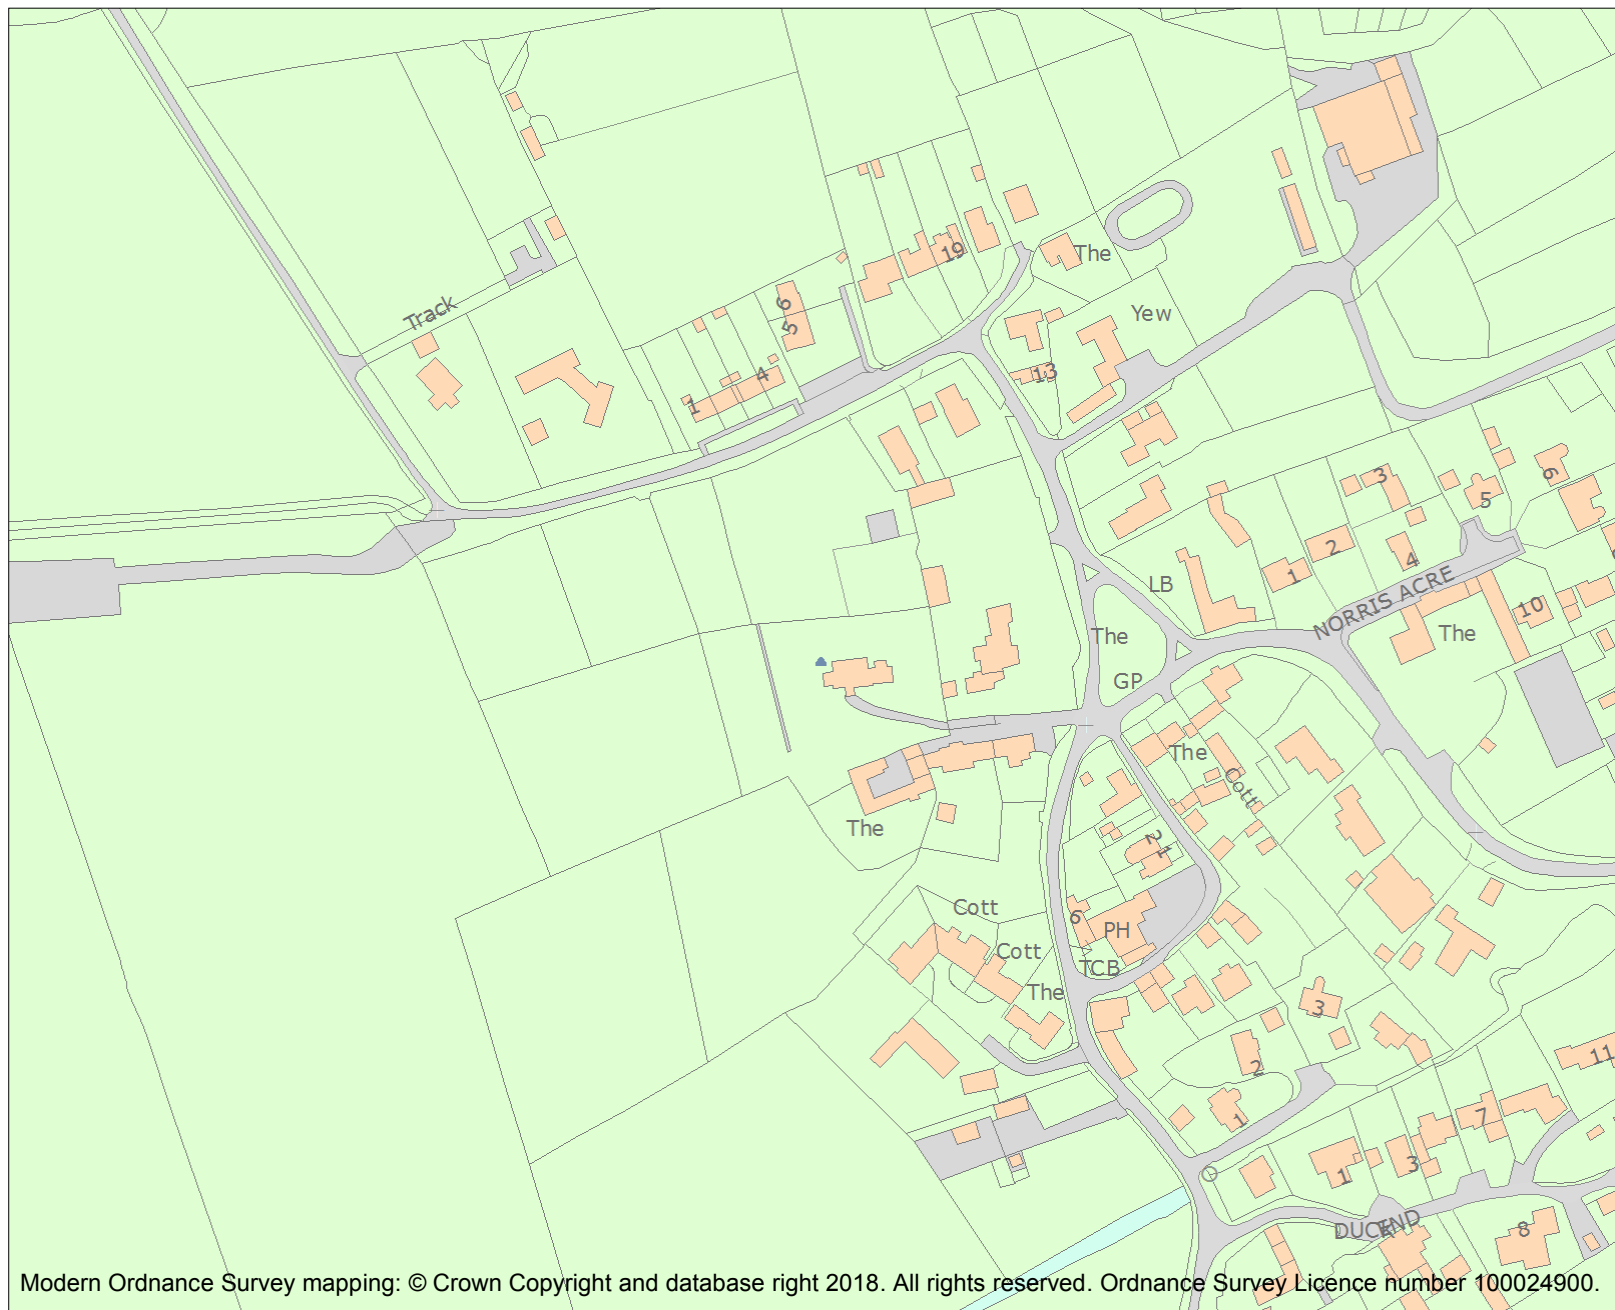 The
19
Track
6
Yew
5
4
13
1
3
6
5
2
4
1
LB
NORRIS ACRE
10
The
The
GP
The
Cott
The
2
1
Cott
6
PH
Cott
TCB
The
3
2
11
1
7
3
1
DUCK END
8
Modern Ordnance Survey mapping: © Crown Copyright and database right 2018. All rights reserved. Ordnance Survey Licence number 100024900.